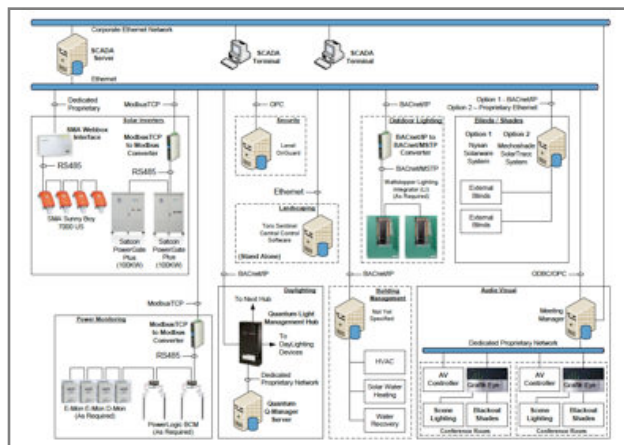 Corporate Ethernet Network
SCADA
Server
SCADA
Terminal
SCADA
Terminal
Ethernet
Dedicated
Proprietary
ModbusTCP
OPC
BACnet/IP
Option 1 - BACnet/IP
Option 2 – Proprietary Ethernet
Solar Inverters
SMA Webbox
Interface
ModbusTCP
to Modbus
Converter
RS485
RS485
SMA Sunny Boy
7000 US
Satcon
PowerGate
Plus
(100KW)
Satcon
PowerGate
Plus
(100KW)
Security
Lenel
OnGuard
Ethernet
Landscaping
Toro Sentinel
Central Control
Software
(Stand Alone)
Outdoor Lighting
BACnet/IP to
BACnet/MSTP
Converter
BACnet/MSTP
Wattstopper Lighting
Integrator (LI)
(As Required)
Blinds / Shades
Option 1
Nysan
Solarware
System
Option 2
Mechoshade
SolarTrac
System
External
Blinds
External
Blinds
ModbusTCP
Power Monitoring
ModbusTCP
to Modbus
Converter
RS485
E-Mon E-Mon D-Mon
(As Required)
PowerLogic BCM
(As Required)
BACnet/IP
Daylighting
To Next Hub
Quantum Light
Management Hub
To
DayLighting
Devices
Dedicated
Proprietary Network
Quantum
Q-Manager
Server
BACnet/IP
Building
Management
Not Yet
Specified
HVAC
Solar Water
Heating
Water
Recovery
ODBC/OPC
Audio Visual
Meeting
Manager
Dedicated Proprietary Network
AV
Controller
Grafik Eye
Scene
Lighting
Blackout
Shades
Conference Room
AV
Controller
Grafik Eye
Scene
Lighting
Blackout
Shades
Conference Room